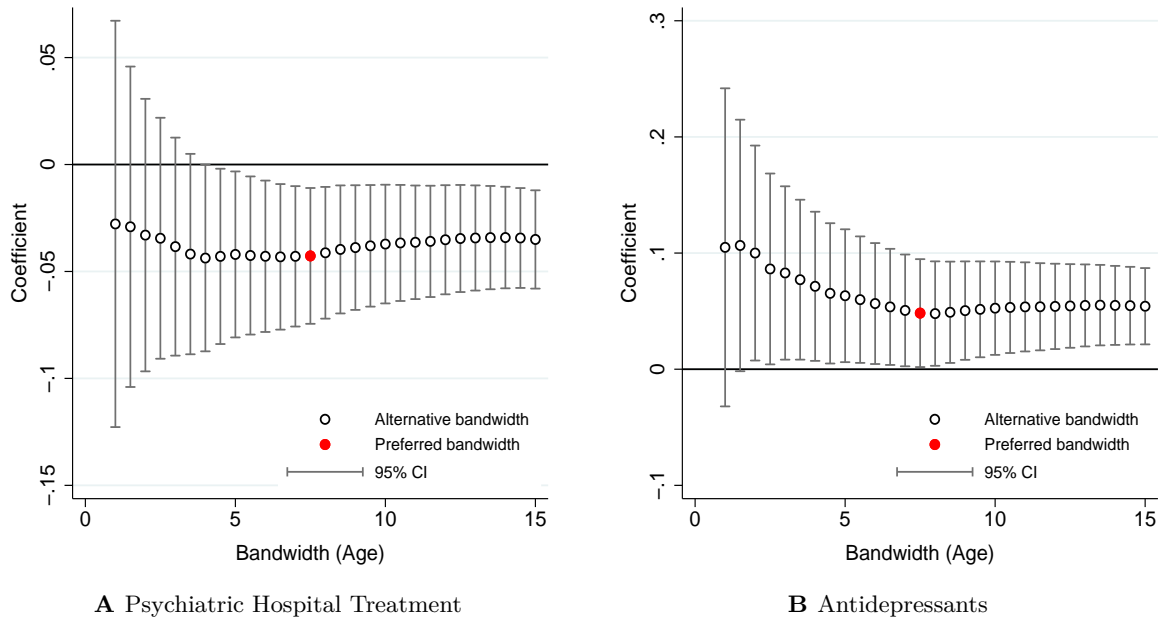 .05
0
-.05
-.1
-.15
Coefficient
Alternative bandwidth
Preferred bandwidth
95% CI
0
5
10
15
Bandwidth (Age)
A Psychiatric Hospital Treatment
.3
.2
.1
0
-.1
Coefficient
Alternative bandwidth
Preferred bandwidth
95% CI
0
5
10
15
Bandwidth (Age)
B Antidepressants